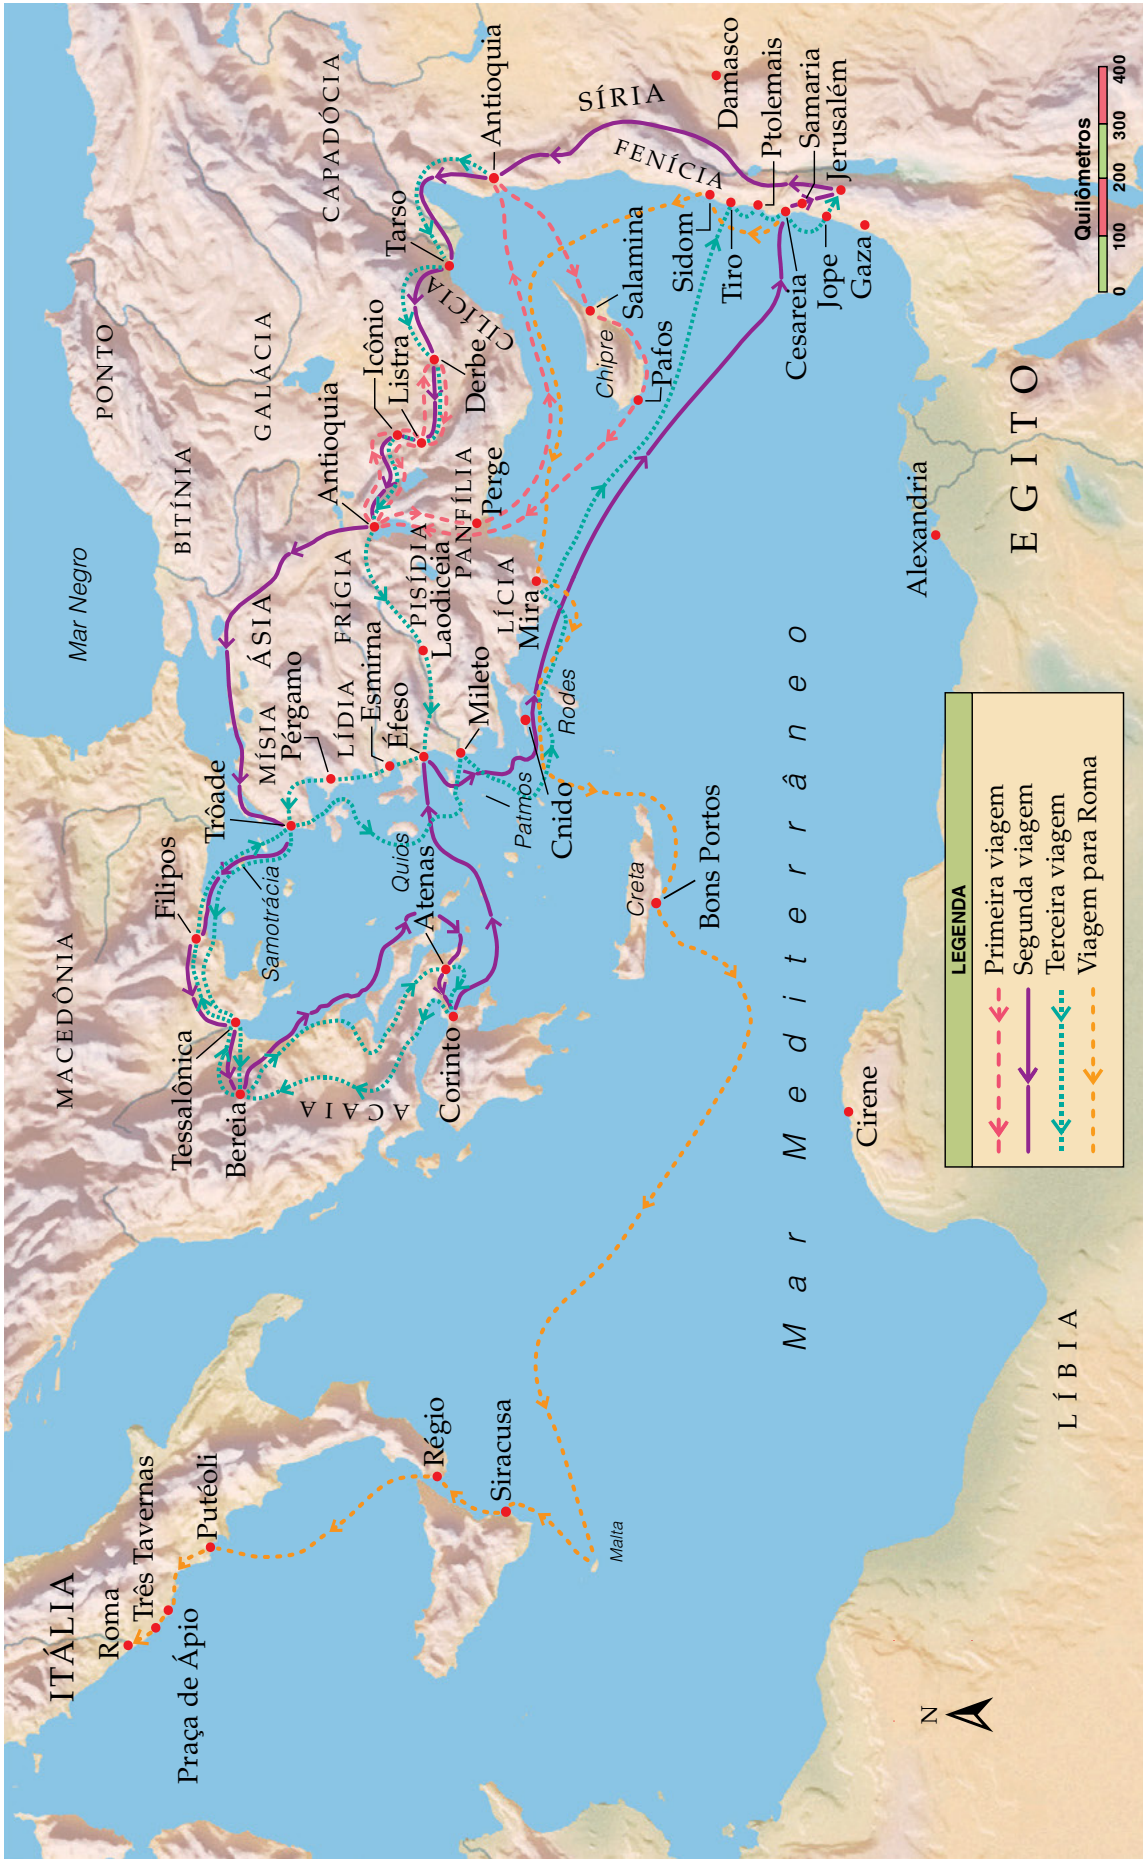 Mar Negro
ITÁLIA
Roma
Três Tavernas
Praça de Ápio
Putéoli
Régio
Siracusa
Malta
MACEDÔNIA
Tessalônica
Bereia
Filipos
Samotrácia
Trôade
ACAIA
Corinto
Atenas
Quios
Patmos
Cnido
Rodes
Creta
Bons Portos
MÍSIA
Pérgamo
LÍDIA
Esmirna
Éfeso
Mileto
ÁSIA
FRÍGIA
PISÍDIA
Laodiceia
LÍCIA
Mira
PANFÍLIA
Perge
BITÍNIA
PONTO
GALÁCIA
CAPADÓCIA
Antioquia
Icônio
Listra
Derbe
CILÍCIA
Tarso
Antioquia
SÍRIA
FENÍCIA
Chipre
Salamina
Pafos
Damasco
Sidom
Tiro
Ptolemais
Cesareia
Samaria
Jope
Jerusalém
Gaza
Mar Mediterrâneo
Cirene
LÍBIA
Alexandria
EGITO
N
LEGENDA
Primeira viagem
Segunda viagem
Terceira viagem
Viagem para Roma
Quilômetros
0 100 200 300 400